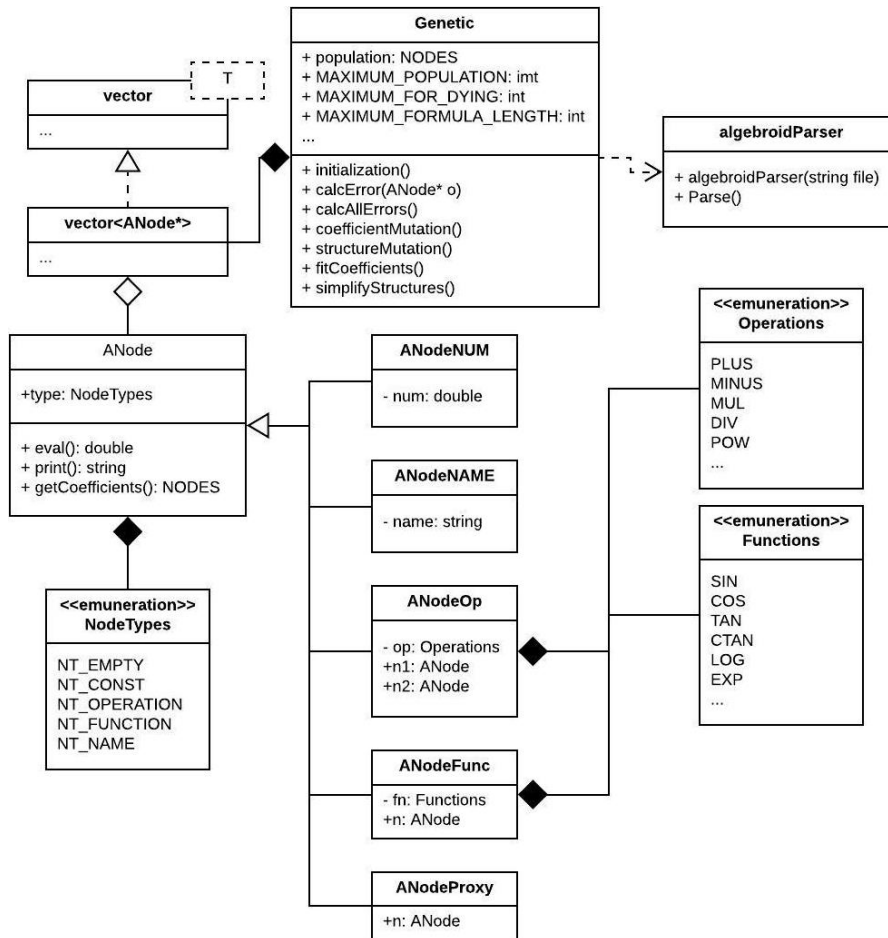 T
vector
...
vector<ANode*>
...
Genetic
+ population: NODES
+ MAXIMUM_POPULATION: imt
+ MAXIMUM_FOR_DYING: int
+ MAXIMUM_FORMULA_LENGTH: int
...
+ initialization()
+ calcError(ANode* o)
+ calcAllErrors()
+ coefficientMutation()
+ structureMutation()
+ fitCoefficients()
+ simplifyStructures()
algebroidParser
+ algebroidParser(string file)
+ Parse()
ANode
+type: NodeTypes
+ eval(): double
+ print(): string
+ getCoefficients(): NODES
<<emuneration>>
NodeTypes
NT_EMPTY
NT_CONST
NT_OPERATION
NT_FUNCTION
NT_NAME
ANodeNUM
- num: double
ANodeNAME
- name: string
ANodeOp
- op: Operations
+n1: ANode
+n2: ANode
ANodeFunc
- fn: Functions
+n: ANode
ANodeProxy
+n: ANode
<<emuneration>>
Operations
PLUS
MINUS
MUL
DIV
POW
...
<<emuneration>>
Functions
SIN
COS
TAN
CTAN
LOG
EXP
...